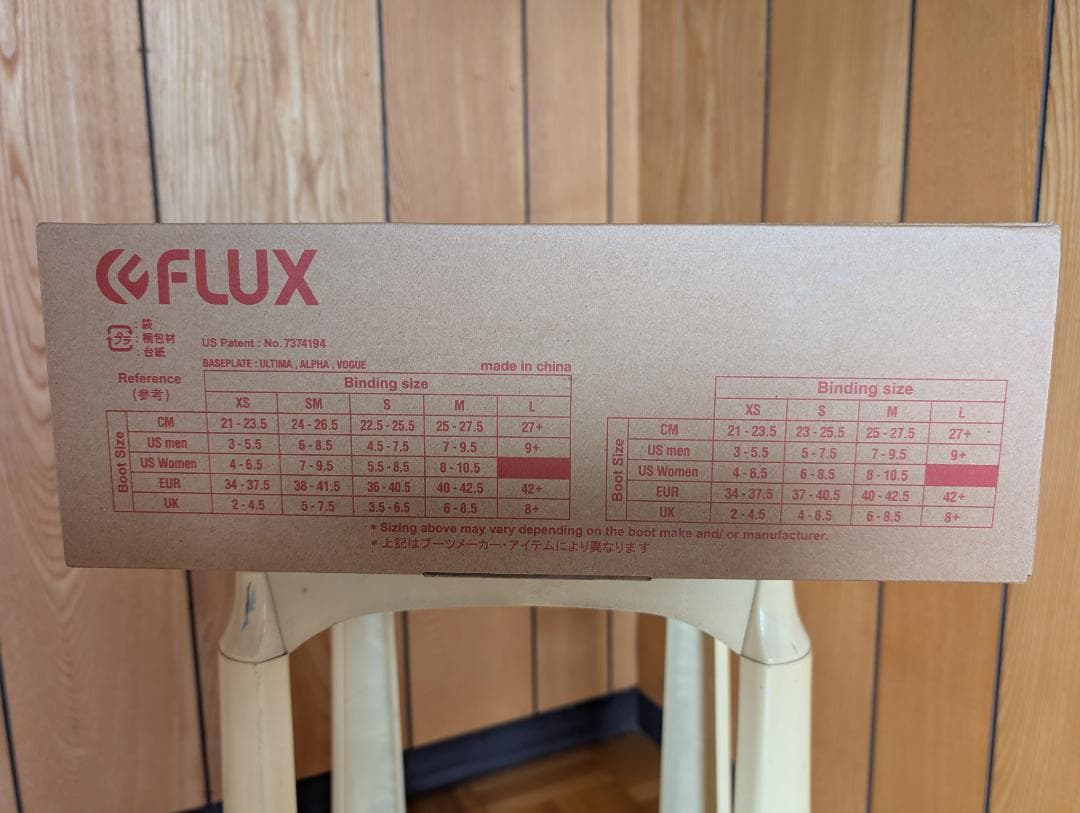 FLUX
プラ
: 袋
: 梱包材
: 台紙
US Patent : No. 7374194
BASEPLATE : ULTIMA , ALPHA , VOGUE
made in china
Reference
(参考)
Binding size
XS SM S M L
Boot Size
CM 21 - 23.5 24 - 26.5 22.5 - 25.5 25 - 27.5 27+
US men 3 - 5.5 6 - 8.5 4.5 - 7.5 7 - 9.5 9+
US Women 4 - 6.5 7 - 9.5 5.5 - 8.5 8 - 10.5
EUR 34 - 37.5 38 - 41.5 36 - 40.5 40 - 42.5 42+
UK 2 - 4.5 5 - 7.5 3.5 - 6.5 6 - 8.5 8+
Binding size
XS S M L
Boot Size
CM 21 - 23.5 23 - 25.5 25 - 27.5 27+
US men 3 - 5.5 5 - 7.5 7 - 9.5 9+
US Women 4 - 6.5 6 - 8.5 8 - 10.5
EUR 34 - 37.5 37 - 40.5 40 - 42.5 42+
UK 2 - 4.5 4 - 6.5 6 - 8.5 8+
* Sizing above may vary depending on the boot make and/ or manufacturer.
* 上記はブーツメーカー・アイテムにより異なります